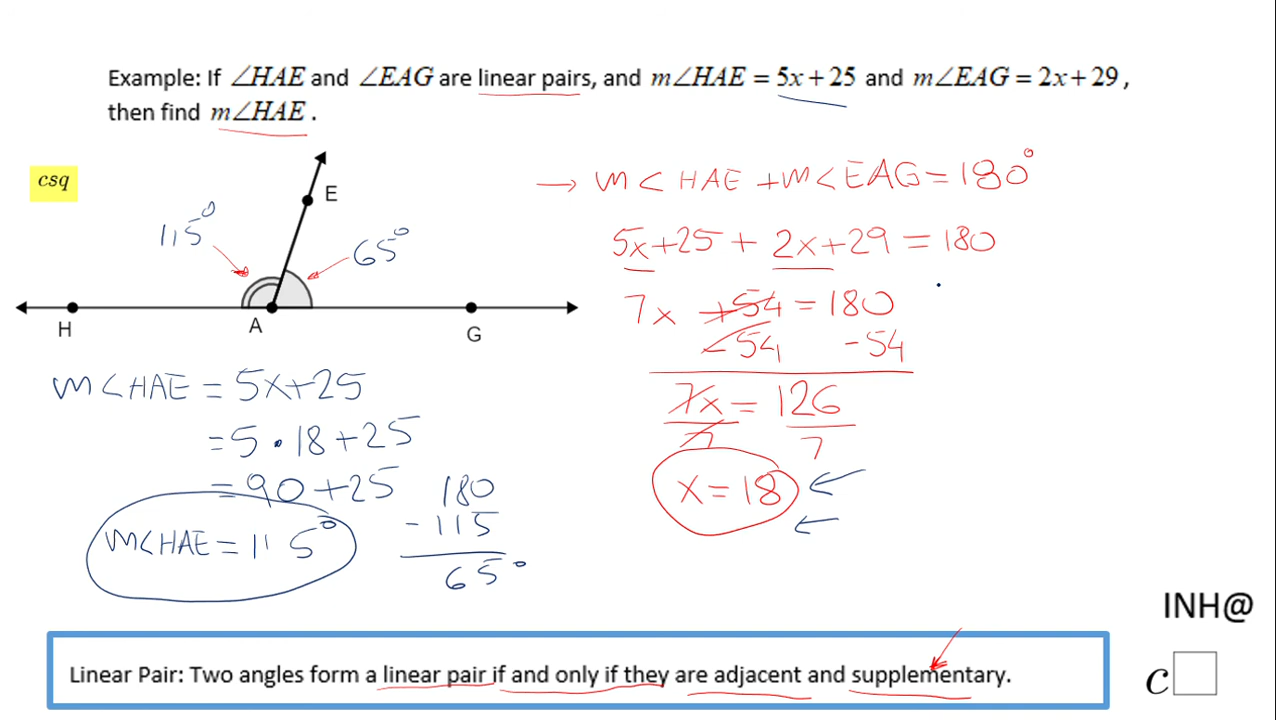 Example: If ∠HAE and ∠EAG are linear pairs, and m∠HAE = 5x + 25 and m∠EAG = 2x + 29 ,
then find m∠HAE .
csq
E
115°
65°
H
A
G
→ m< HAE + m< EAG = 180°
5x+25 + 2x+29 = 180
7x +54 = 180
-54 -54
7x = 126
7 7
x = 18
m<HAE = 5x+25
= 5 • 18 + 25
= 90 + 25
m<HAE = 115°
180
- 115
65°
INH@
Linear Pair: Two angles form a linear pair if and only if they are adjacent and supplementary.
c